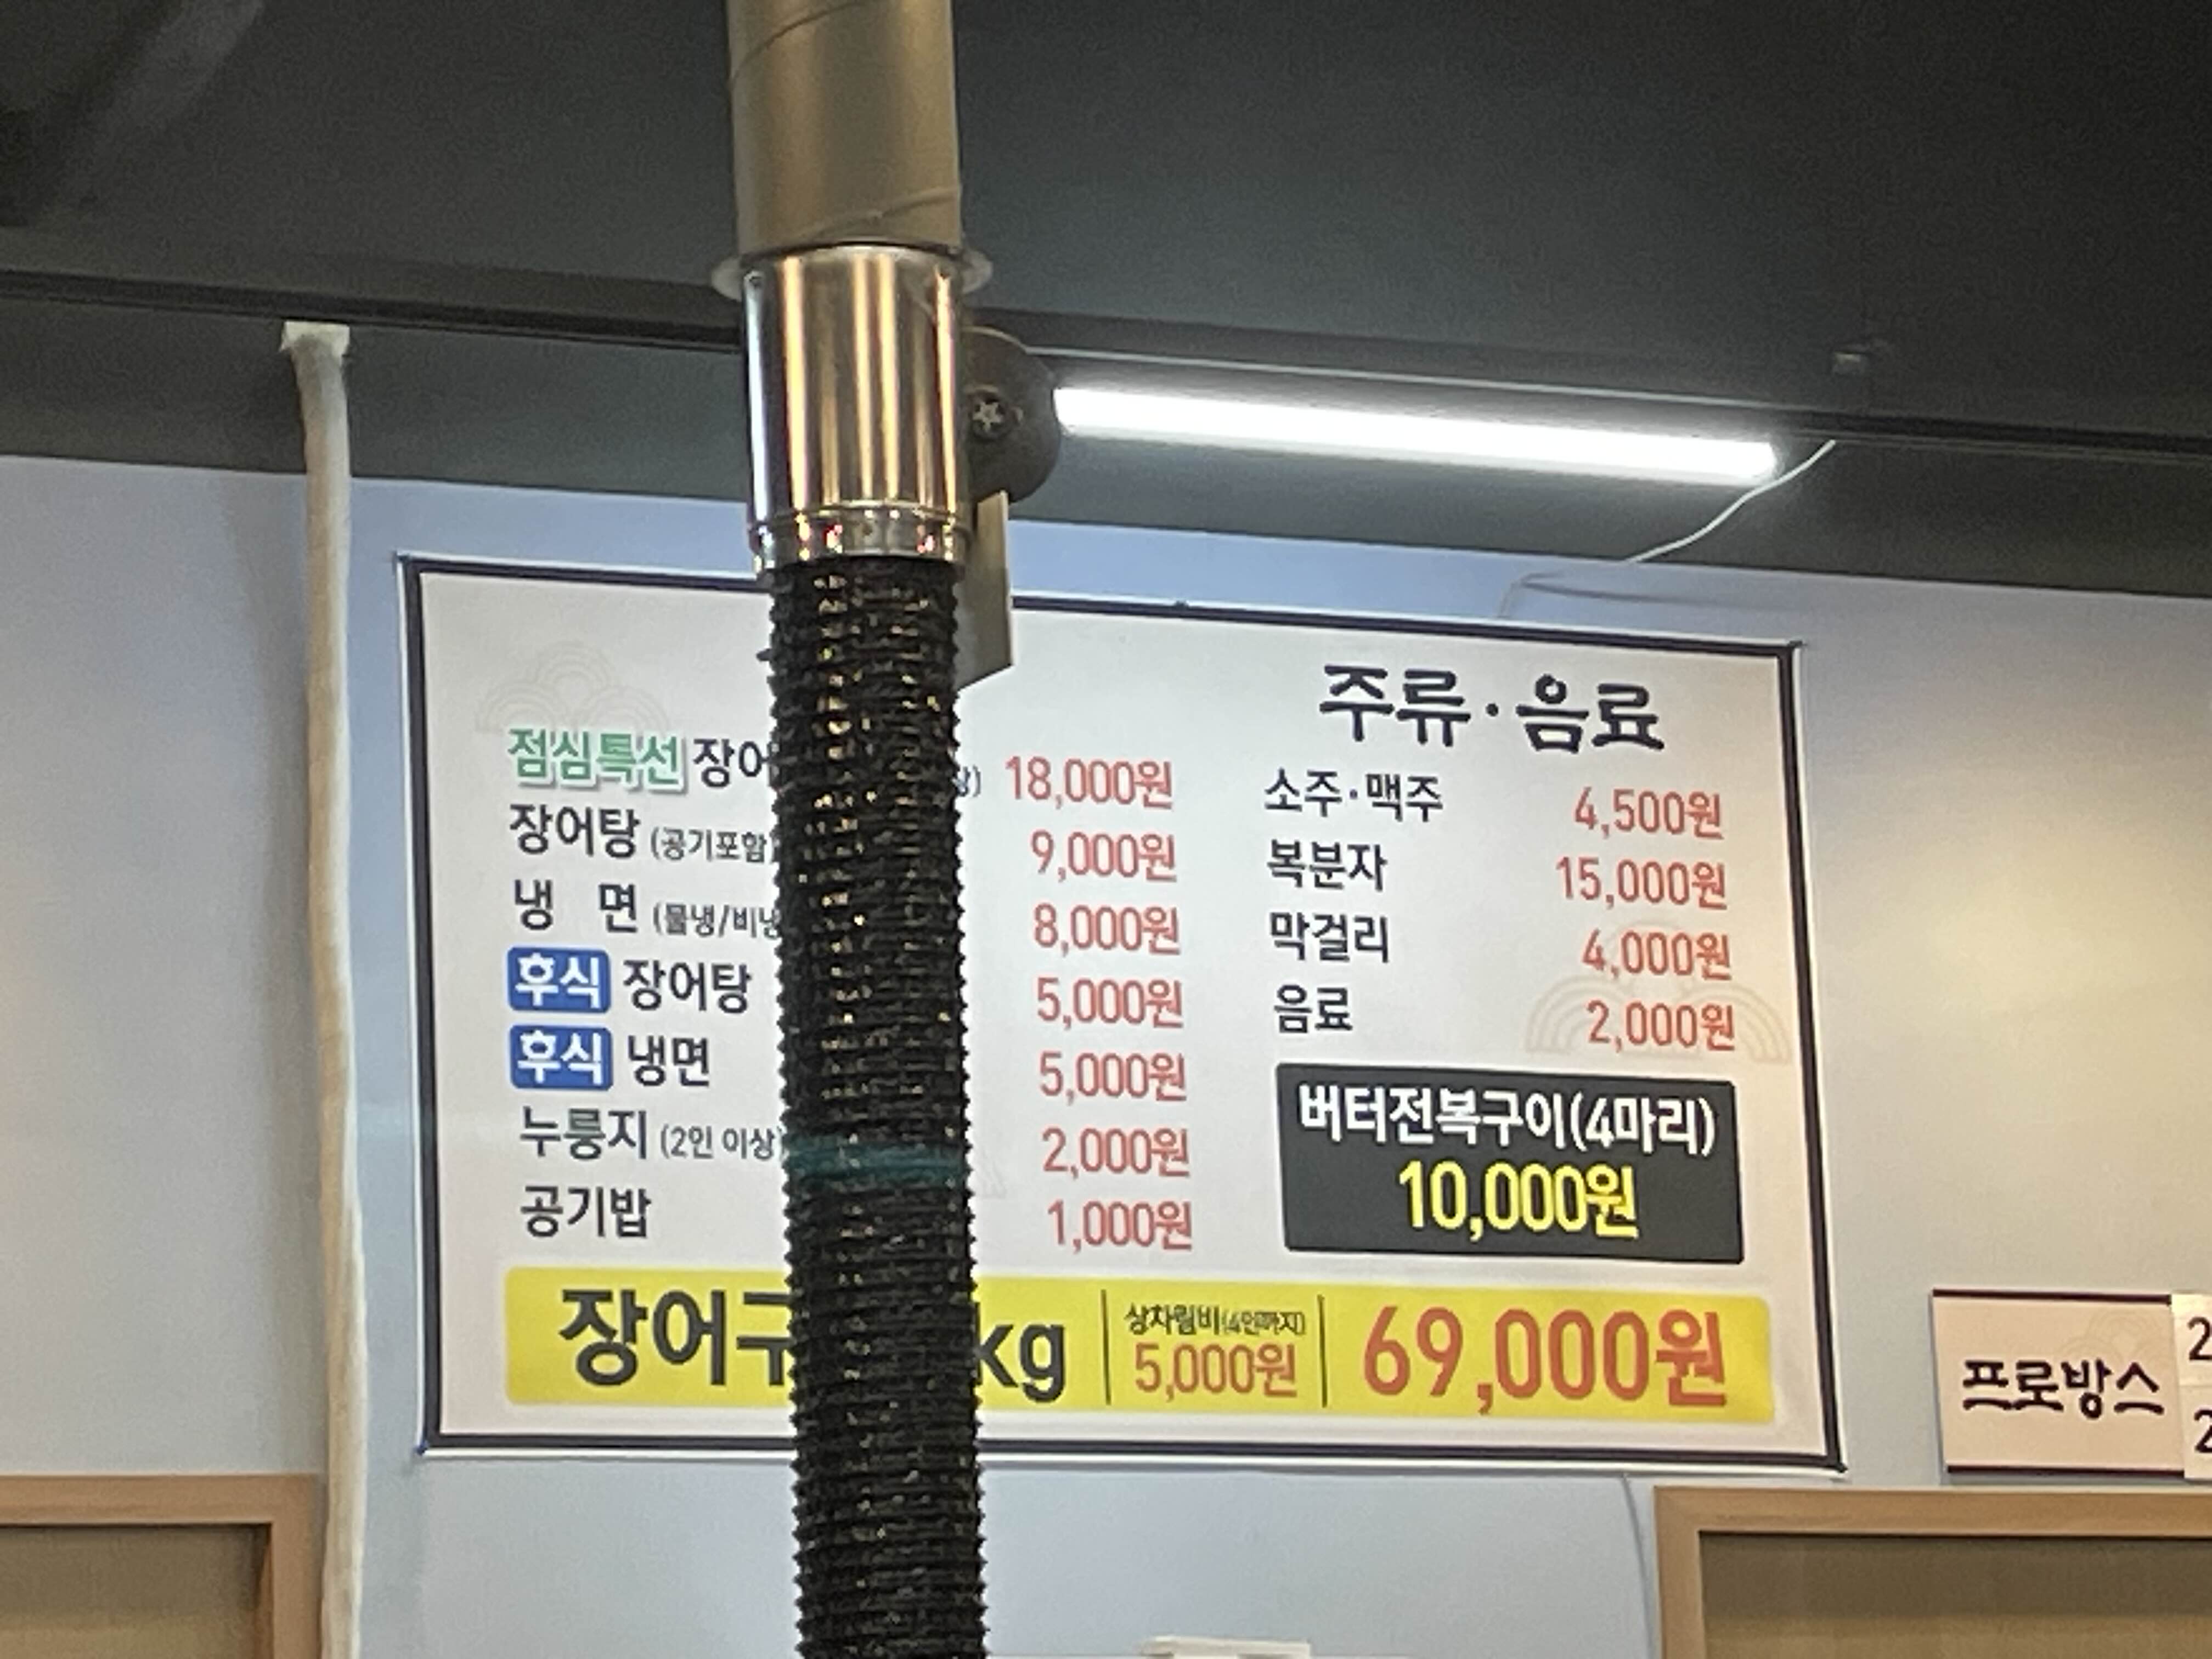 점심특선 장어 18,000원
장어탕 (공기포함) 9,000원
냉 면 (물냉/비냉 8,000원
후식 장어탕 5,000원
후식 냉면 5,000원
누룽지 (2인 이상) 2,000원
공기밥 1,000원
주류·음료
소주·맥주 4,500원
복분자 15,000원
막걸리 4,000원
음료 2,000원
버터전복구이(4마리)
10,000원
장어구 kg
상차림비(4인까지)
5,000원
69,000원
프로방스
2
2